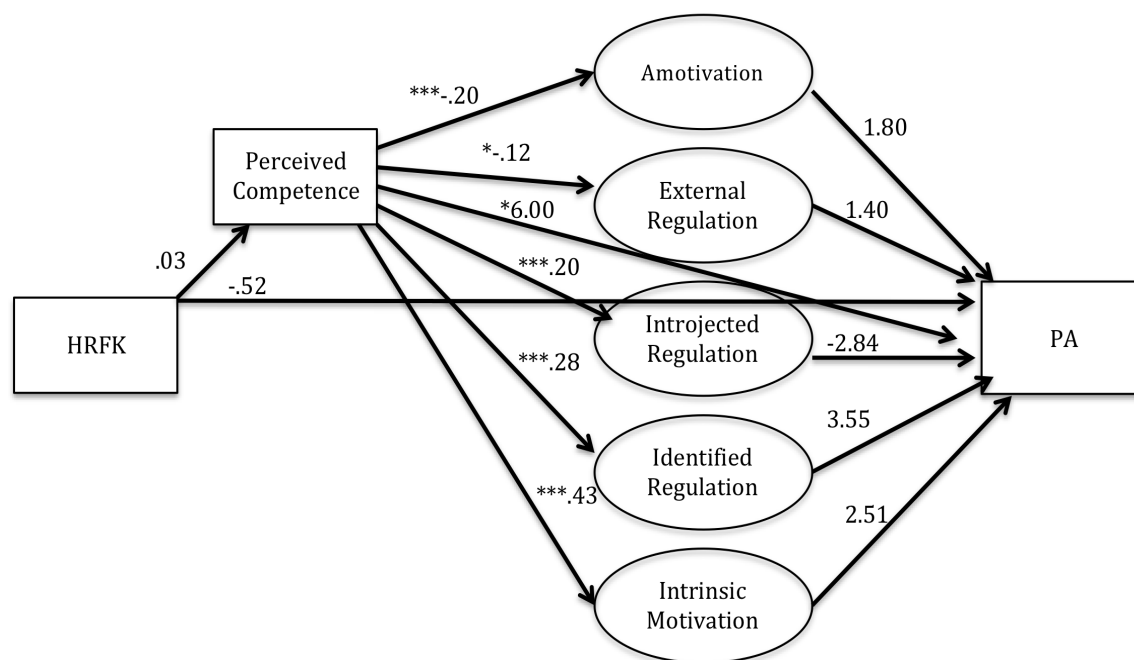 Amotivation
***-.20
1.80
Perceived
Competence
*-.12
External
Regulation
*6.00
1.40
.03
-.52
***.20
HRFK
Introjected
Regulation
-2.84
PA
***.28
3.55
Identified
Regulation
***.43
2.51
Intrinsic
Motivation